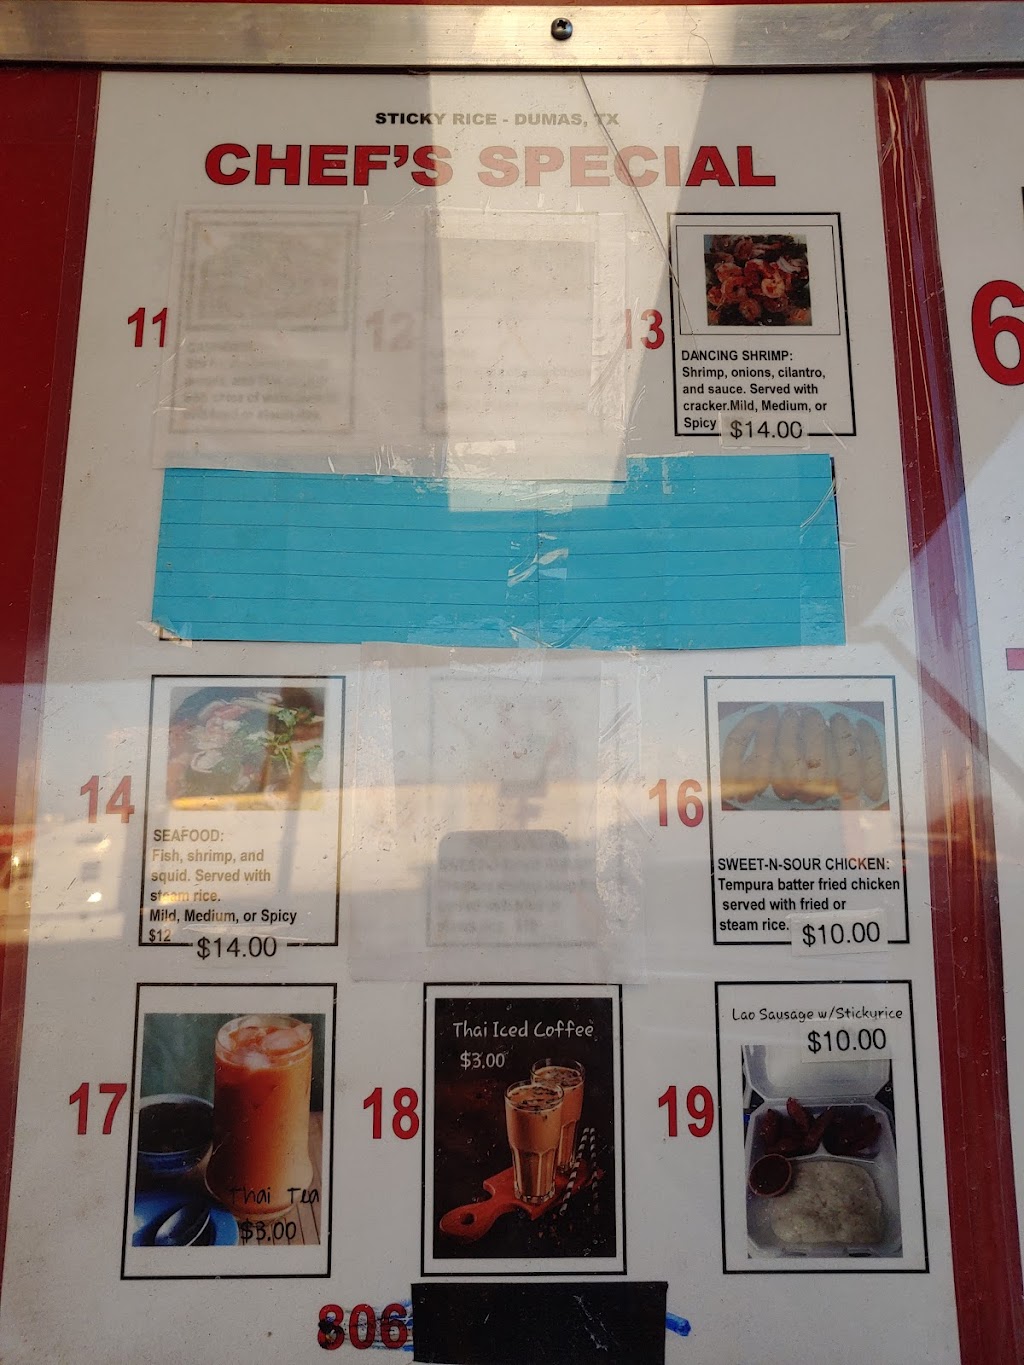 STICKY RICE - DUMAS, TX
CHEF'S SPECIAL
11
12
13
DANCING SHRIMP:
Shrimp, onions, cilantro,
and sauce. Served with
cracker.Mild, Medium, or
Spicy $14.00
6
14
SEAFOOD:
Fish, shrimp, and
squid. Served with
steam rice.
Mild, Medium, or Spicy
$12 $14.00
16
SWEET-N-SOUR CHICKEN:
Tempura batter fried chicken
served with fried or
steam rice. $10.00
17
Thai Tea
$3.00
18
Thai Iced Coffee
$3.00
19
Lao Sausage w/Stickyrice
$10.00
806